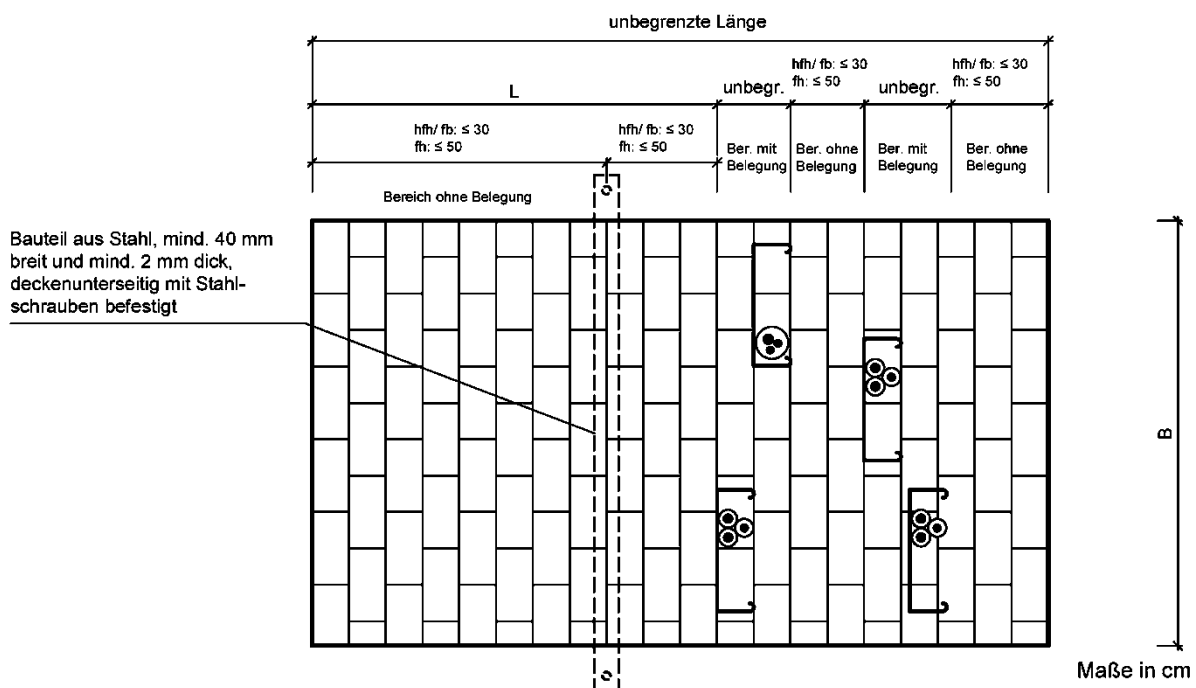 unbegrenzte Länge
hfh/ fb: ≤ 30
fh: ≤ 50
hfh/ fb: ≤ 30
fh: ≤ 50
L
unbegr.
unbegr.
hfh/ fb: ≤ 30
fh: ≤ 50
hfh/ fb: ≤ 30
fh: ≤ 50
Ber. mit
Belegung
Ber. ohne
Belegung
Ber. mit
Belegung
Ber. ohne
Belegung
Bereich ohne Belegung
Bauteil aus Stahl, mind. 40 mm
breit und mind. 2 mm dick,
deckenunterseitig mit Stahl-
schrauben befestigt
B
Maße in cm